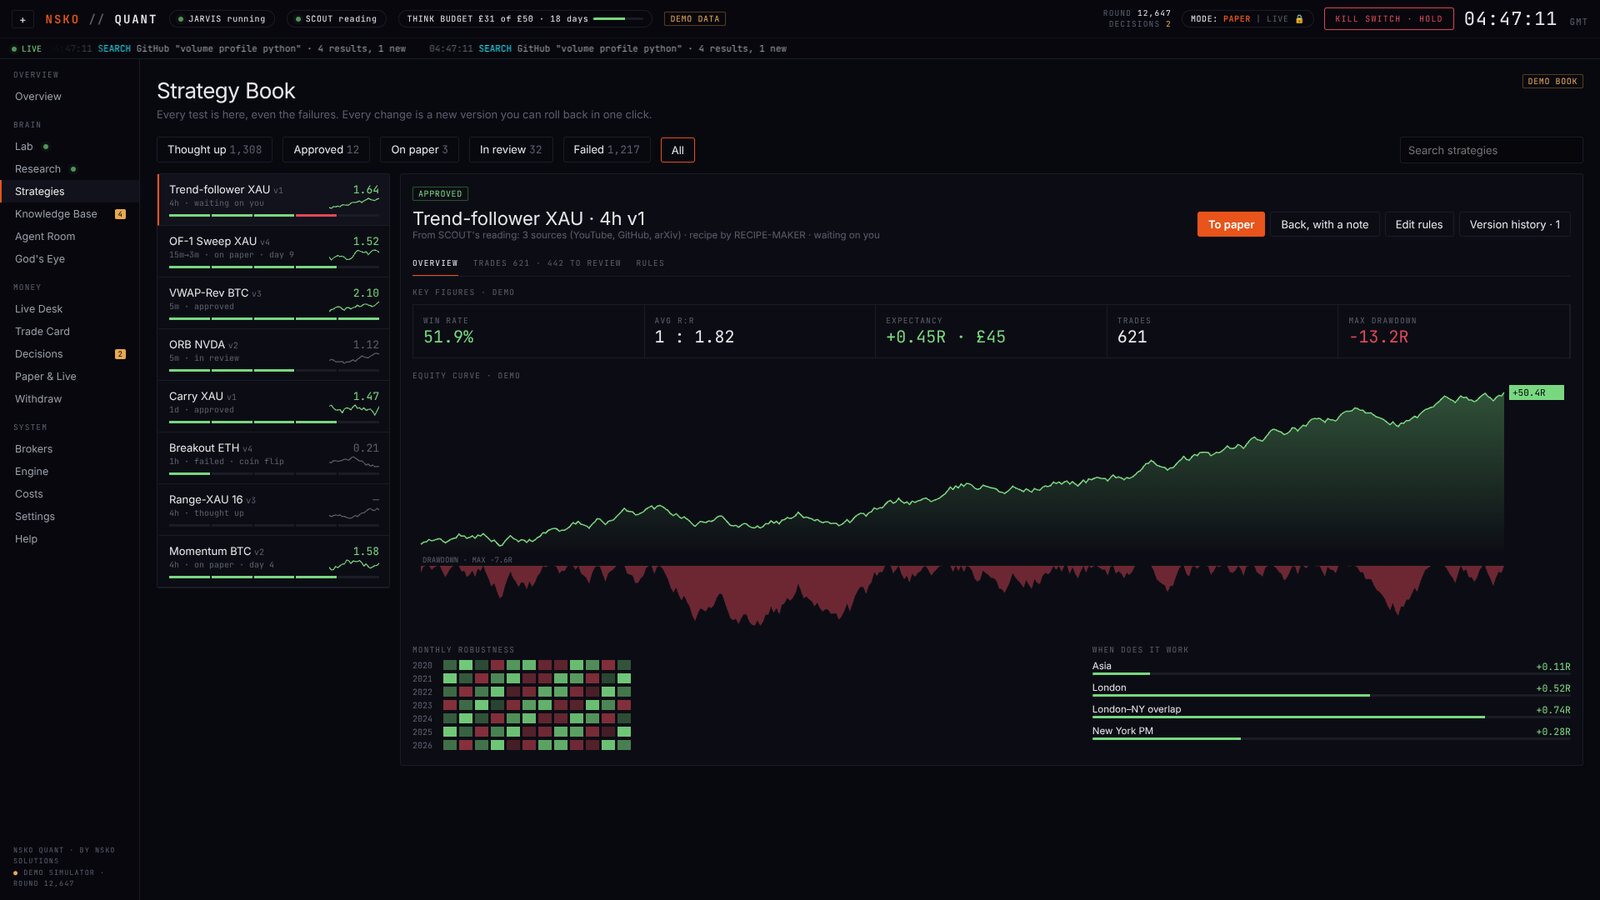 + NSKO // QUANT JARVIS running SCOUT reading THINK BUDGET £31 of £50 · 18 days DEMO DATA
ROUND 12,647
DECISIONS 2
MODE: PAPER | LIVE 🔒 KILL SWITCH · HOLD 04:47:11 GMT
LIVE 04:47:11 SEARCH GitHub "volume profile python" · 4 results, 1 new 04:47:11 SEARCH GitHub "volume profile python" · 4 results, 1 new
OVERVIEW
Overview
BRAIN
Lab
Research
Strategies
Knowledge Base 4
Agent Room
God's Eye
MONEY
Live Desk
Trade Card
Decisions 2
Paper & Live
Withdraw
SYSTEM
Brokers
Engine
Costs
Settings
Help
NSKO QUANT · BY NSKO
SOLUTIONS
DEMO SIMULATOR ·
ROUND 12,647
Strategy Book
DEMO BOOK
Every test is here, even the failures. Every change is a new version you can roll back in one click.
Thought up 1,308 Approved 12 On paper 3 In review 32 Failed 1,217 All
Search strategies
Trend-follower XAU v1 1.64
4h · waiting on you
OF-1 Sweep XAU v4 1.52
15m→3m · on paper · day 9
VWAP-Rev BTC v3 2.10
5m · approved
ORB NVDA v2 1.12
5m · in review
Carry XAU v1 1.47
1d · approved
Breakout ETH v4 0.21
1h · failed · coin flip
Range-XAU 16 v3 —
4h · thought up
Momentum BTC v2 1.58
4h · on paper · day 4
APPROVED
Trend-follower XAU · 4h v1
From SCOUT's reading: 3 sources (YouTube, GitHub, arXiv) · recipe by RECIPE-MAKER · waiting on you
To paper Back, with a note Edit rules Version history · 1
OVERVIEW TRADES 621 · 442 TO REVIEW RULES
KEY FIGURES · DEMO
WIN RATE
51.9%
AVG R:R
1 : 1.82
EXPECTANCY
+0.45R · £45
TRADES
621
MAX DRAWDOWN
-13.2R
EQUITY CURVE · DEMO
+50.4R
DRAWDOWN · MAX -7.6R
MONTHLY ROBUSTNESS
2020
2021
2022
2023
2024
2025
2026
WHEN DOES IT WORK
Asia +0.11R
London +0.52R
London–NY overlap +0.74R
New York PM +0.28R